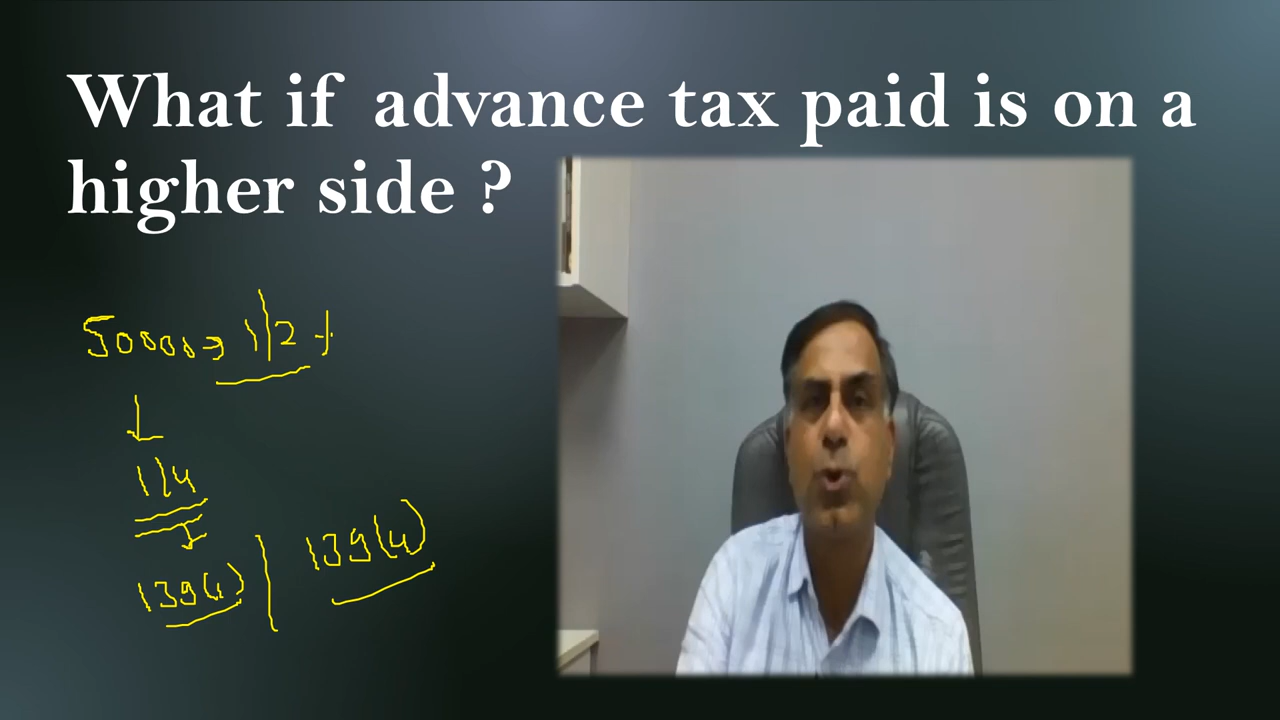 What if advance tax paid is on a
higher side ?
50000 → 1/2 %
1/4
139(1) | 139(4)